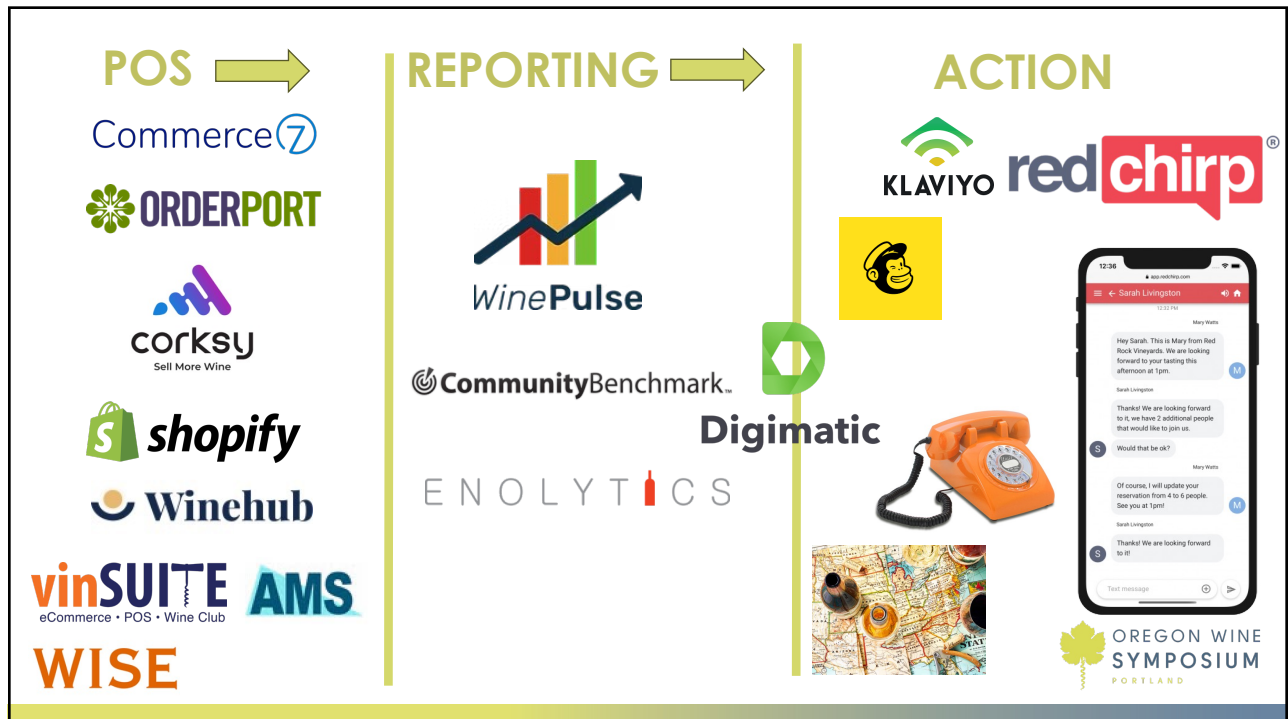 POS
Commerce7
ORDERPORT
corksy
Sell More Wine
shopify
Winehub
vinSUITE
eCommerce • POS • Wine Club
AMS
WISE
REPORTING
WinePulse
CommunityBenchmark™
Digimatic
ENOLYTICS
ACTION
KLAVIYO
redchirp®
12:36
app.redchirp.com
Sarah Livingston
12:32 PM
Mary Watts
Hey Sarah. This is Mary from Red
Rock Vineyards. We are looking
forward to your tasting this
afternoon at 1pm.
M
Sarah Livingston
Thanks! We are looking forward
to it, we have 2 additional people
that would like to join us.
S
Would that be ok?
Mary Watts
Of course, I will update your
reservation from 4 to 6 people.
See you at 1pm!
M
Sarah Livingston
Thanks! We are looking forward
to it!
S
Text message
OREGON WINE
SYMPOSIUM
PORTLAND